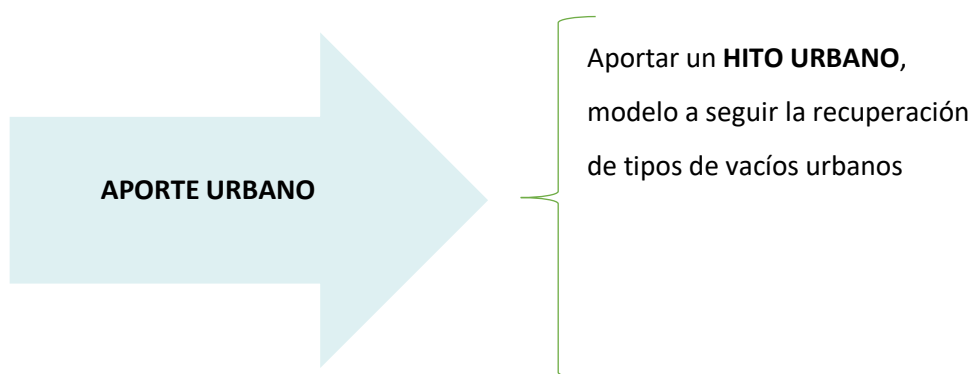 APORTE URBANO
Aportar un HITO URBANO,
modelo a seguir la recuperación
de tipos de vacíos urbanos